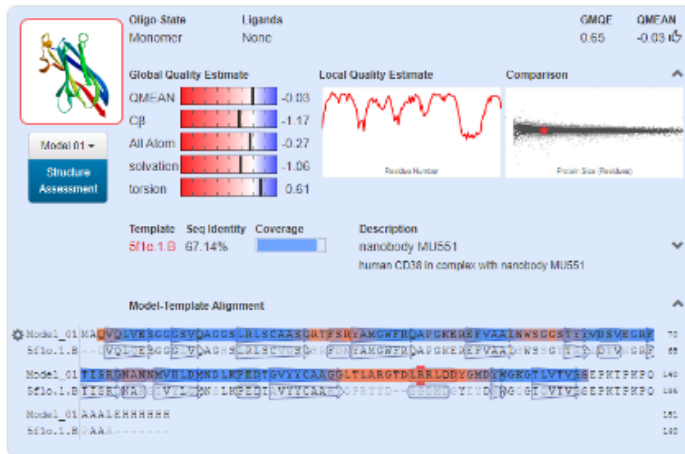 Oligo State Ligands GMQE QMEAN
Monomer None 0.65 -0.03
Global Quality Estimate Local Quality Estimate Comparison
QMEAN -0.03
Cβ -1.17
All Atom -0.27
solvation -1.06
torsion 0.61
Model 01
Structure
Assessment
Residue Number
Protein Size (Residues)
Template Seq Identity Coverage Description
5f1o.1.B 67.14% nanobody MU551
human CD38 in complex with nanobody MU551
Model-Template Alignment
Model_01 MAQVQLVESGGGSVQAGGSLRLSCAASGRTFSRYAMGWFRQAPGKEREFVAALNWSGGSTYYVDSVEGRF 70
5f1o.1.B 68
Model_01 TISRGNANNMVHLDMNDLKPEDTGVYYCAAGGLTLARGTDLRRLDDYGMDYWGKGTLVTVSSEPKTPKPQ 140
5f1o.1.B
Model_01 AAALEHHHHHH 151
5f1o.1.B PAAA